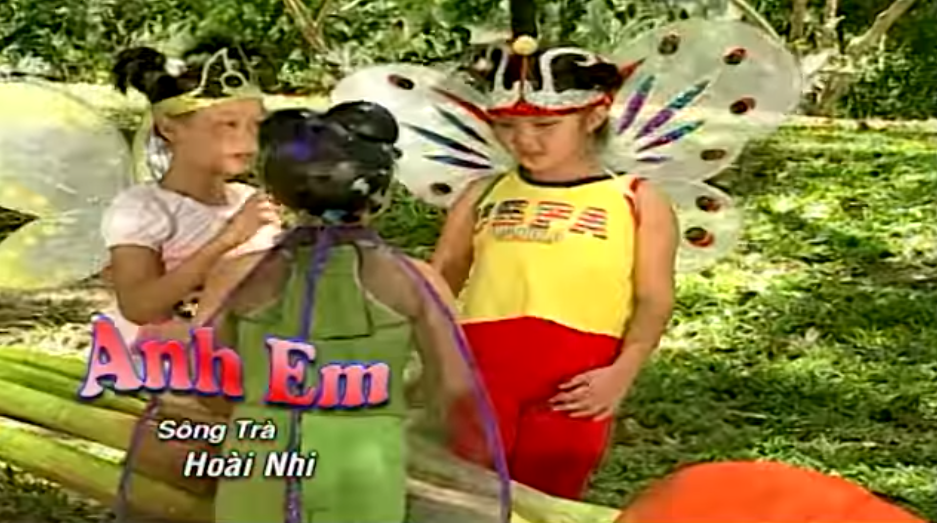 Anh Em
Sông Trà
Hoài Nhi